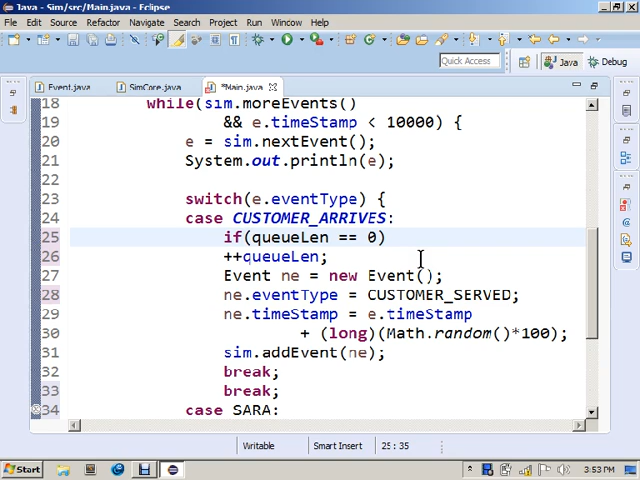 Java - Sim/src/Main.java - Eclipse
File Edit Source Refactor Navigate Search Project Run Window Help
Quick Access Java Debug
Event.java SimCore.java *Main.java
18 while(sim.moreEvents()
19 && e.timeStamp < 10000) {
20 e = sim.nextEvent();
21 System.out.println(e);
22
23 switch(e.eventType) {
24 case CUSTOMER_ARRIVES:
25 if(queueLen == 0)
26 ++queueLen;
27 Event ne = new Event();
28 ne.eventType = CUSTOMER_SERVED;
29 ne.timeStamp = e.timeStamp
30 + (long)(Math.random()*100);
31 sim.addEvent(ne);
32 break;
33 break;
34 case SARA:
Writable Smart Insert 25 : 35
Start 3:53 PM